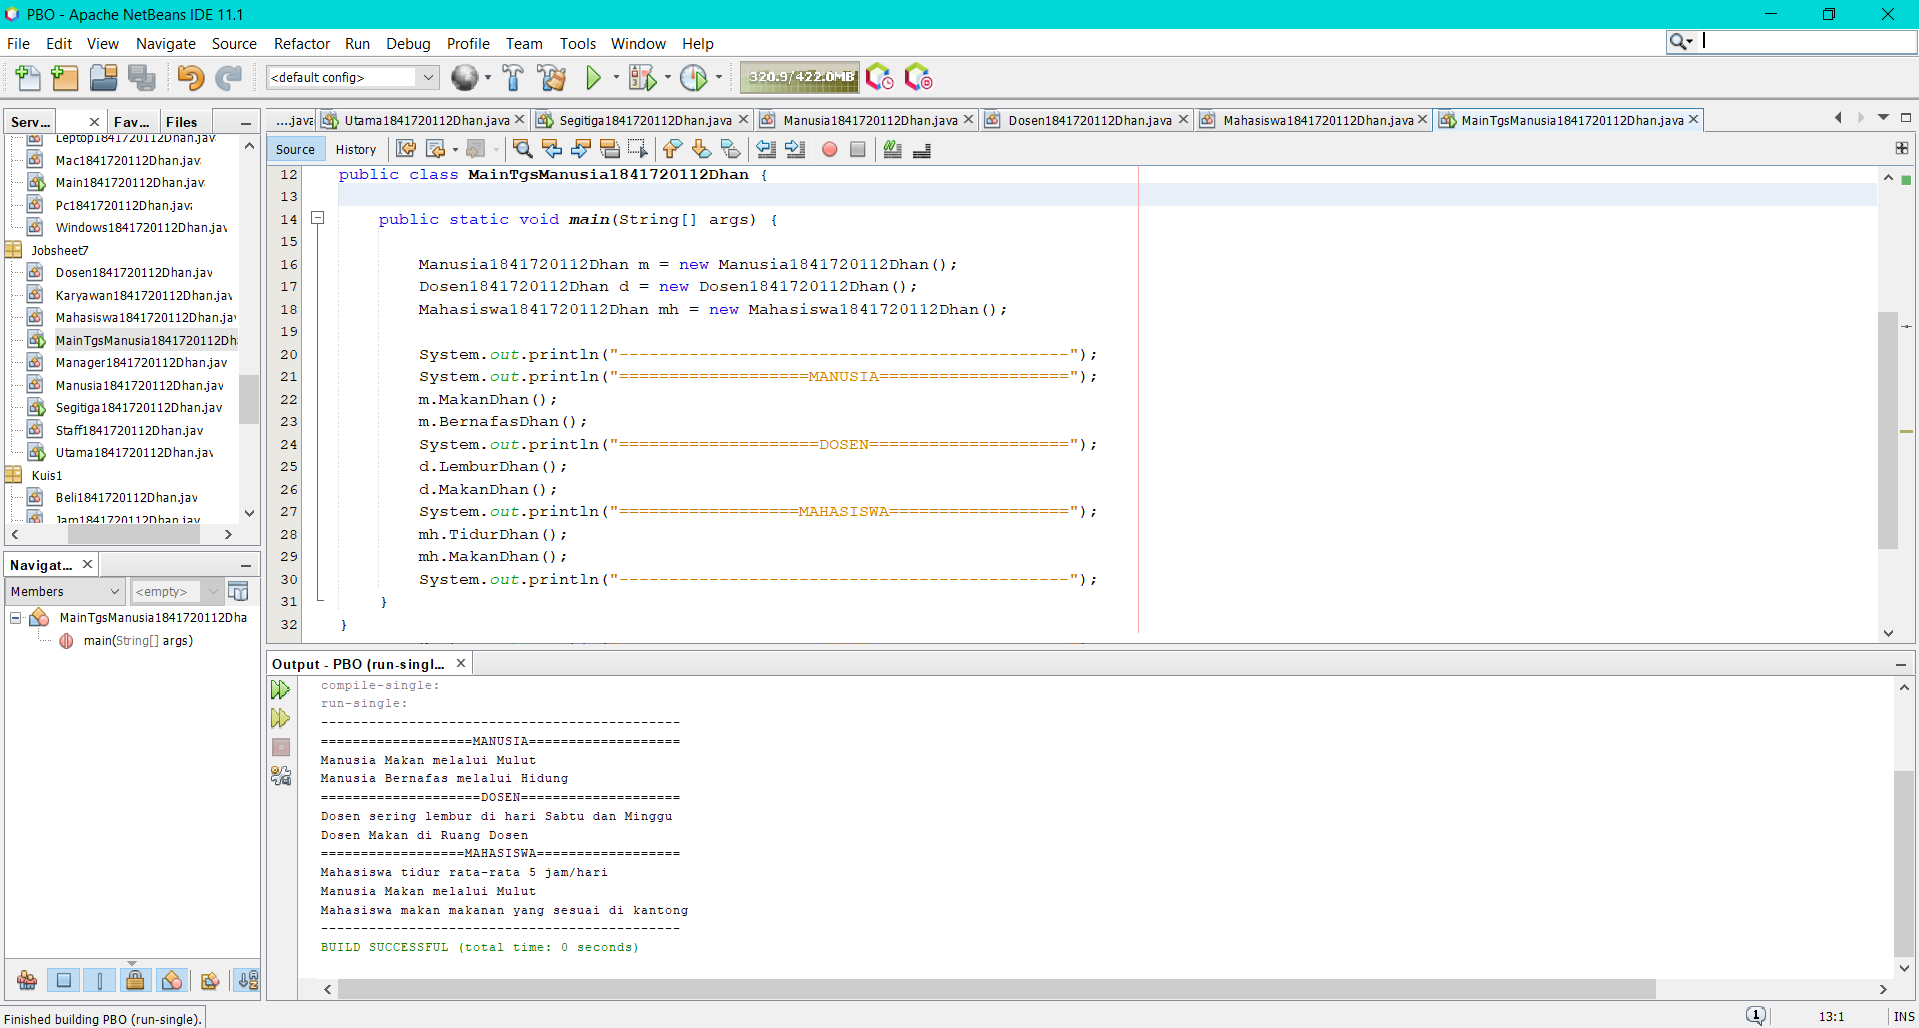 PBO - Apache NetBeans IDE 11.1
File Edit View Navigate Source Refactor Run Debug Profile Team Tools Window Help
<default config>
320.9/422.0MB
Serv... Fav... Files
Leptop1841720112Dhan.java
Mac1841720112Dhan.java
Main1841720112Dhan.java
Pc1841720112Dhan.java
Windows1841720112Dhan.jav
Jobsheet7
Dosen1841720112Dhan.jav
Karyawan1841720112Dhan.jav
Mahasiswa1841720112Dhan.jav
MainTgsManusia1841720112Dh
Manager1841720112Dhan.jav
Manusia1841720112Dhan.jav
Segitiga1841720112Dhan.jav
Staff1841720112Dhan.jav
Utama1841720112Dhan.jav
Kuis1
Beli1841720112Dhan.jav
Jam1841720112Dhan.jav
Navigat...
Members <empty>
MainTgsManusia1841720112Dha
main(String[] args)
....java Utama1841720112Dhan.java Segitiga1841720112Dhan.java Manusia1841720112Dhan.java Dosen1841720112Dhan.java Mahasiswa1841720112Dhan.java MainTgsManusia1841720112Dhan.java
Source History
12 public class MainTgsManusia1841720112Dhan {
13
14 public static void main(String[] args) {
15
16 Manusia1841720112Dhan m = new Manusia1841720112Dhan();
17 Dosen1841720112Dhan d = new Dosen1841720112Dhan();
18 Mahasiswa1841720112Dhan mh = new Mahasiswa1841720112Dhan();
19
20 System.out.println("---------------------------------------------");
21 System.out.println("===================MANUSIA===================");
22 m.MakanDhan();
23 m.BernafasDhan();
24 System.out.println("====================DOSEN====================");
25 d.LemburDhan();
26 d.MakanDhan();
27 System.out.println("==================MAHASISWA==================");
28 mh.TidurDhan();
29 mh.MakanDhan();
30 System.out.println("---------------------------------------------");
31 }
32 }
Output - PBO (run-singl...
compile-single:
run-single:
---------------------------------------------
===================MANUSIA===================
Manusia Makan melalui Mulut
Manusia Bernafas melalui Hidung
====================DOSEN====================
Dosen sering lembur di hari Sabtu dan Minggu
Dosen Makan di Ruang Dosen
==================MAHASISWA==================
Mahasiswa tidur rata-rata 5 jam/hari
Manusia Makan melalui Mulut
Mahasiswa makan makanan yang sesuai di kantong
---------------------------------------------
BUILD SUCCESSFUL (total time: 0 seconds)
Finished building PBO (run-single).
1 13:1 INS